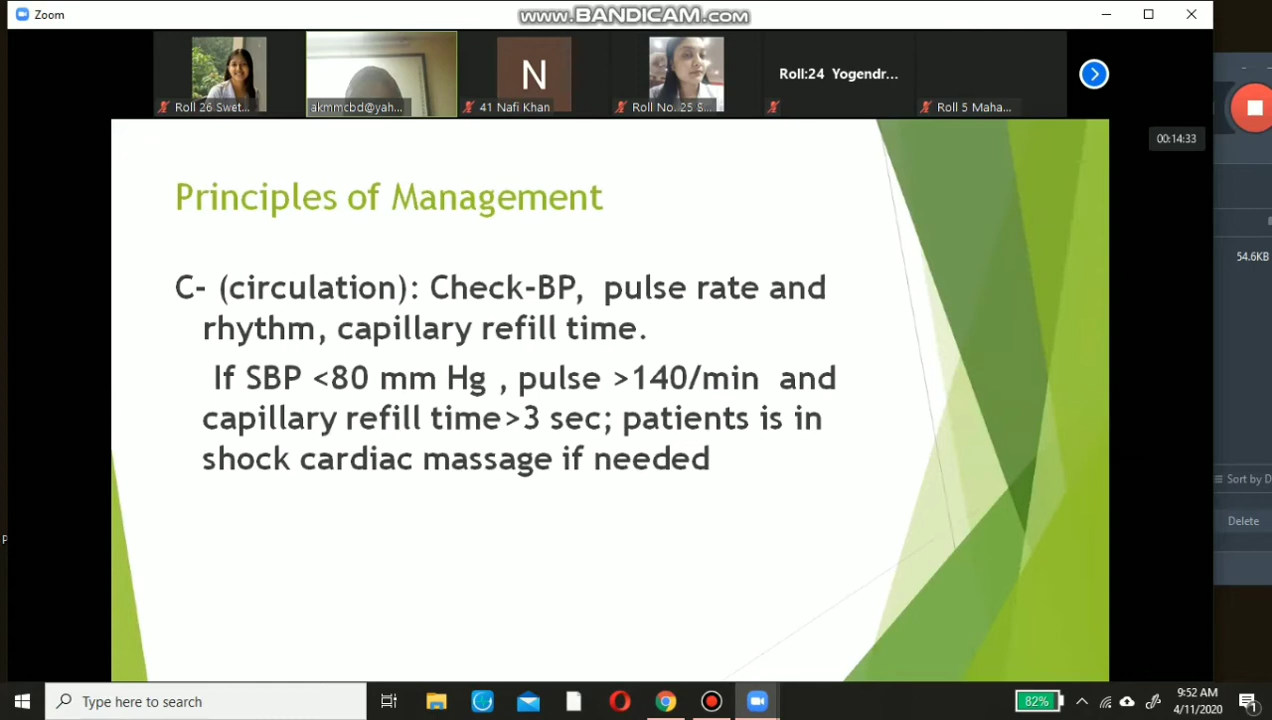 Zoom
www.BANDICAM.com
Roll 26 Swet...
akmmcbd@yah...
N
41 Nafi Khan
Roll No. 25 S...
Roll:24 Yogendr...
Roll 5 Maha...
00:14:33
Principles of Management
C- (circulation): Check-BP, pulse rate and
rhythm, capillary refill time.
If SBP <80 mm Hg , pulse >140/min and
capillary refill time>3 sec; patients is in
shock cardiac massage if needed
54.6KB
Sort by D
Delete
Type here to search
82%
9:52 AM
4/11/2020
1